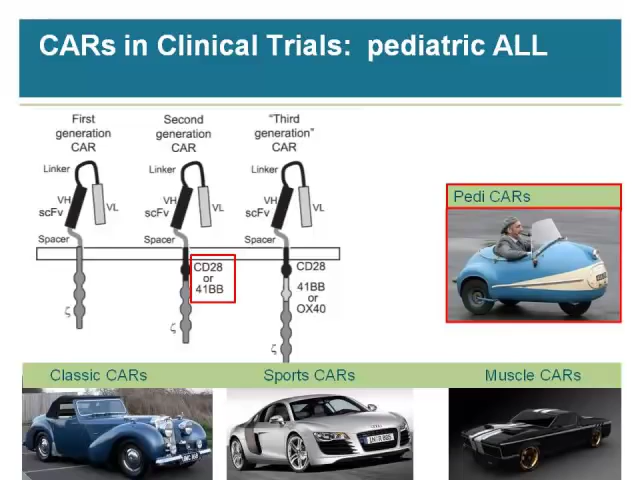 CARs in Clinical Trials:  pediatric ALL
First
generation
CAR
Second
generation
CAR
“Third
generation”
CAR
Linker
VH
scFv
VL
Spacer
ζ
Linker
VH
scFv
VL
Spacer
CD28
or
41BB
ζ
Linker
VH
scFv
VL
Spacer
CD28
41BB
or
OX40
ζ
Pedi CARs
Classic CARs
Sports CARs
Muscle CARs